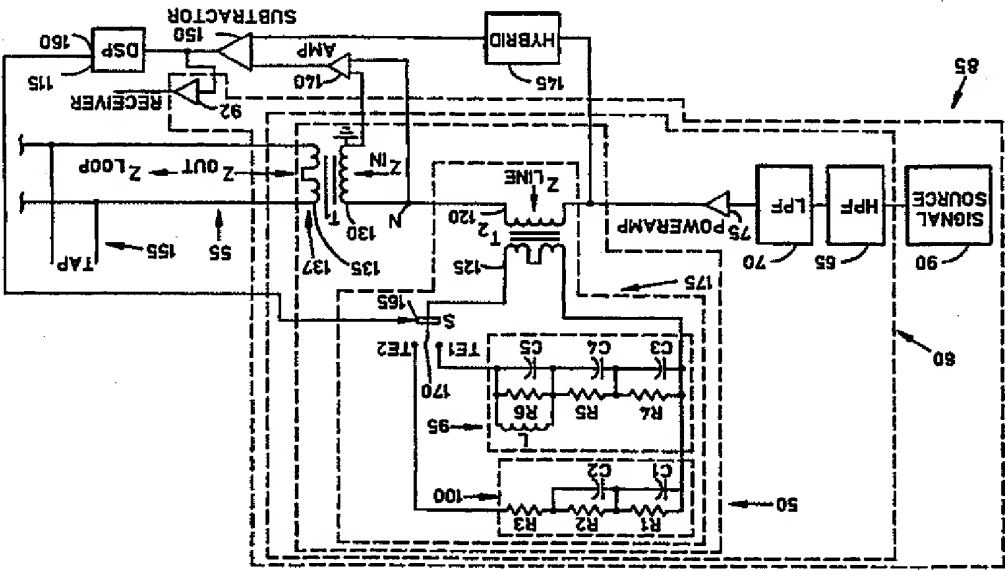 50
R1 R2 R3
100
C1 C2
L
95
R4 R5 R6
60
C3 C4 C5
TE1 TE2
170
S
165
175
90
65
70
125
T2
137
135
55
155
TAP
SIGNAL SOURCE
HPF
LPF
75
POWERAMP
120
Z LINE
N
130
T
Z IN
Z OUT
Z LOOP
85
145
HYBRID
140
AMP
92
RECEIVER
150
SUBTRACTOR
115
160
DSP